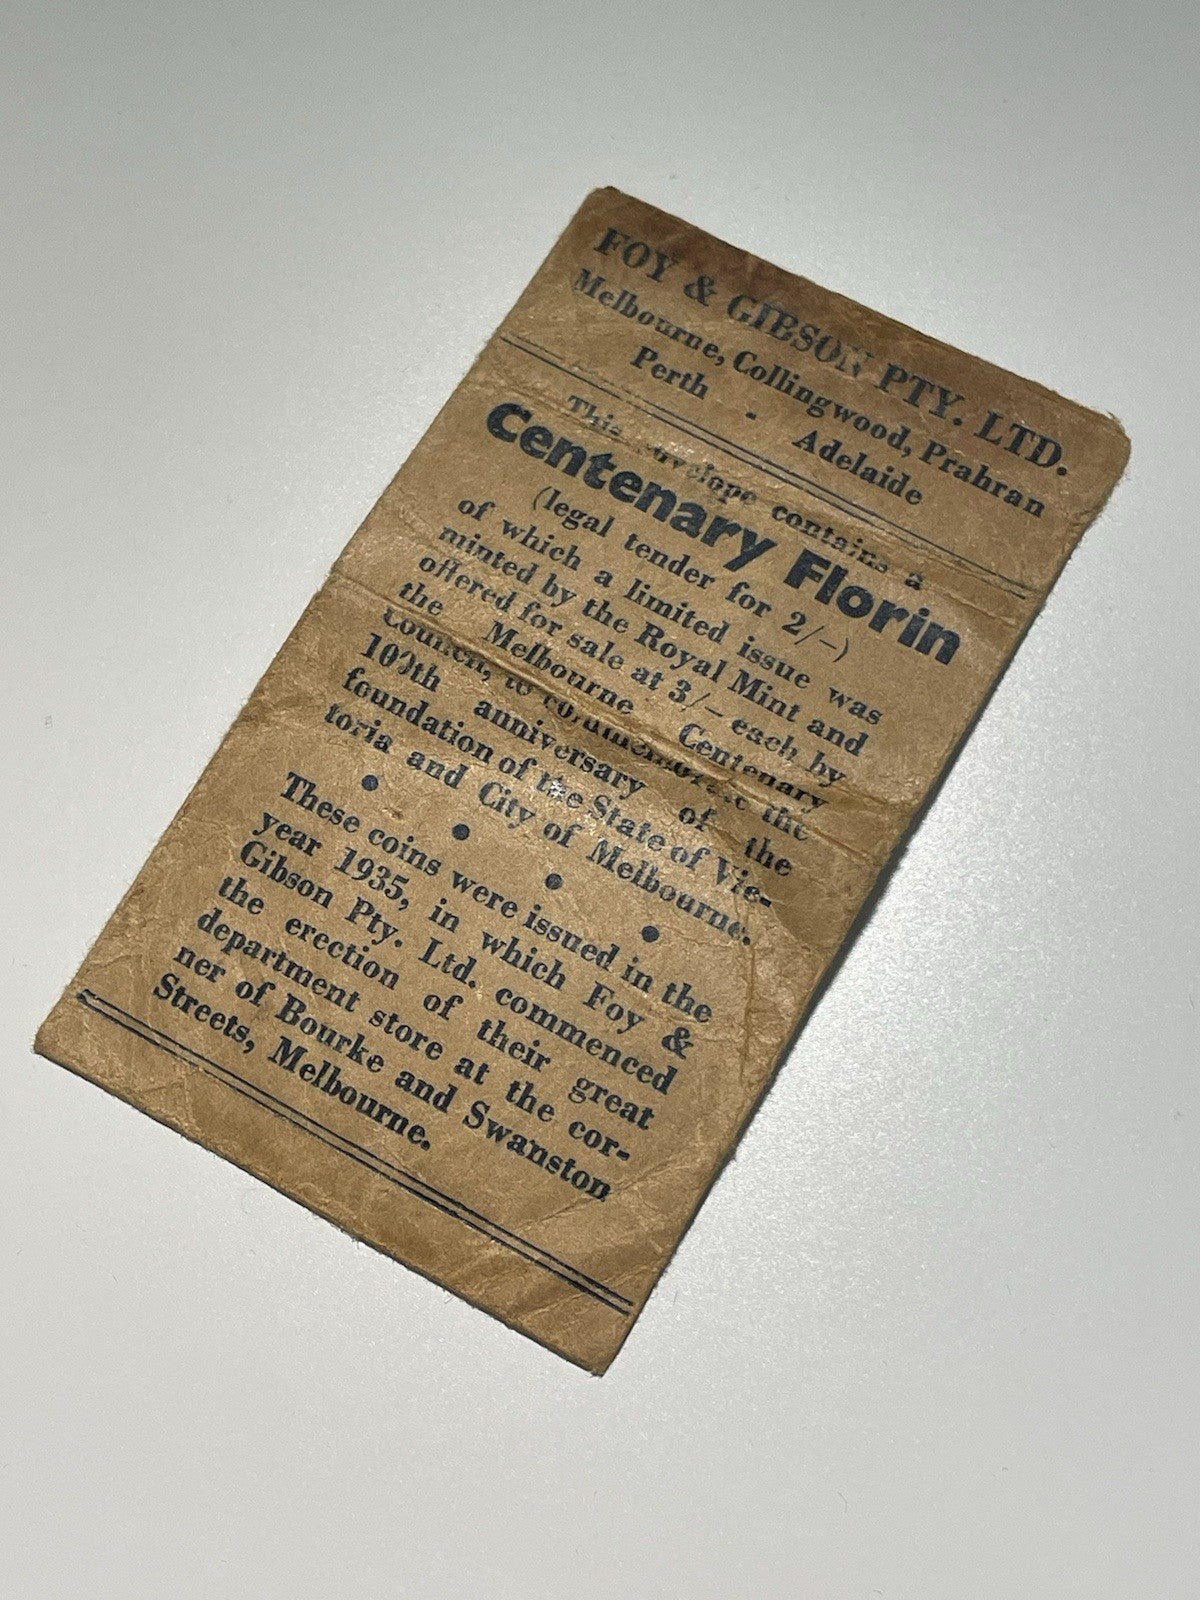 FOY & GIBSON PTY. LTD.
Melbourne, Collingwood, Prahran
Perth - Adelaide
This envelope contains a
Centenary Florin
(legal tender for 2/-)
of which a limited issue was
minted by the Royal Mint and
offered for sale at 3/- each by
the Melbourne Centenary
Council, to commemorate the
100th anniversary of the
foundation of the State of Vic-
toria and City of Melbourne.
These coins were issued in the
year 1935, in which Foy &
Gibson Pty. Ltd. commenced
the erection of their great
department store at the cor-
ner of Bourke and Swanston
Streets, Melbourne.